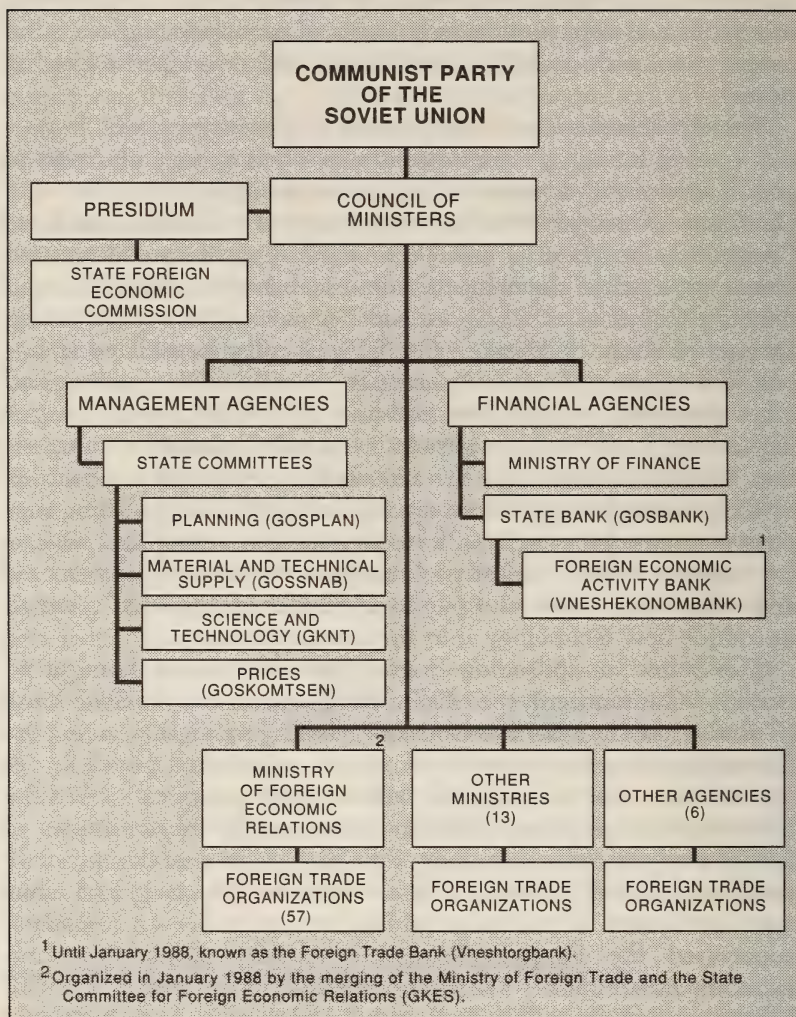 COMMUNIST PARTY
OF THE
SOVIET UNION
PRESIDIUM
COUNCIL OF
MINISTERS
STATE FOREIGN
ECONOMIC
COMMISSION
MANAGEMENT AGENCIES
FINANCIAL AGENCIES
STATE COMMITTEES
MINISTRY OF FINANCE
PLANNING (GOSPLAN)
STATE BANK (GOSBANK)
MATERIAL AND TECHNICAL
SUPPLY (GOSSNAB)
1
FOREIGN ECONOMIC
ACTIVITY BANK
(VNESHEKONOMBANK)
SCIENCE AND
TECHNOLOGY (GKNT)
PRICES
(GOSKOMTSEN)
2
MINISTRY
OF FOREIGN
ECONOMIC
RELATIONS
OTHER
MINISTRIES
(13)
OTHER AGENCIES
(6)
FOREIGN TRADE
ORGANIZATIONS
(57)
FOREIGN TRADE
ORGANIZATIONS
FOREIGN TRADE
ORGANIZATIONS
1 Until January 1988, known as the Foreign Trade Bank (Vneshtorgbank).
2 Organized in January 1988 by the merging of the Ministry of Foreign Trade and the State
Committee for Foreign Economic Relations (GKES).